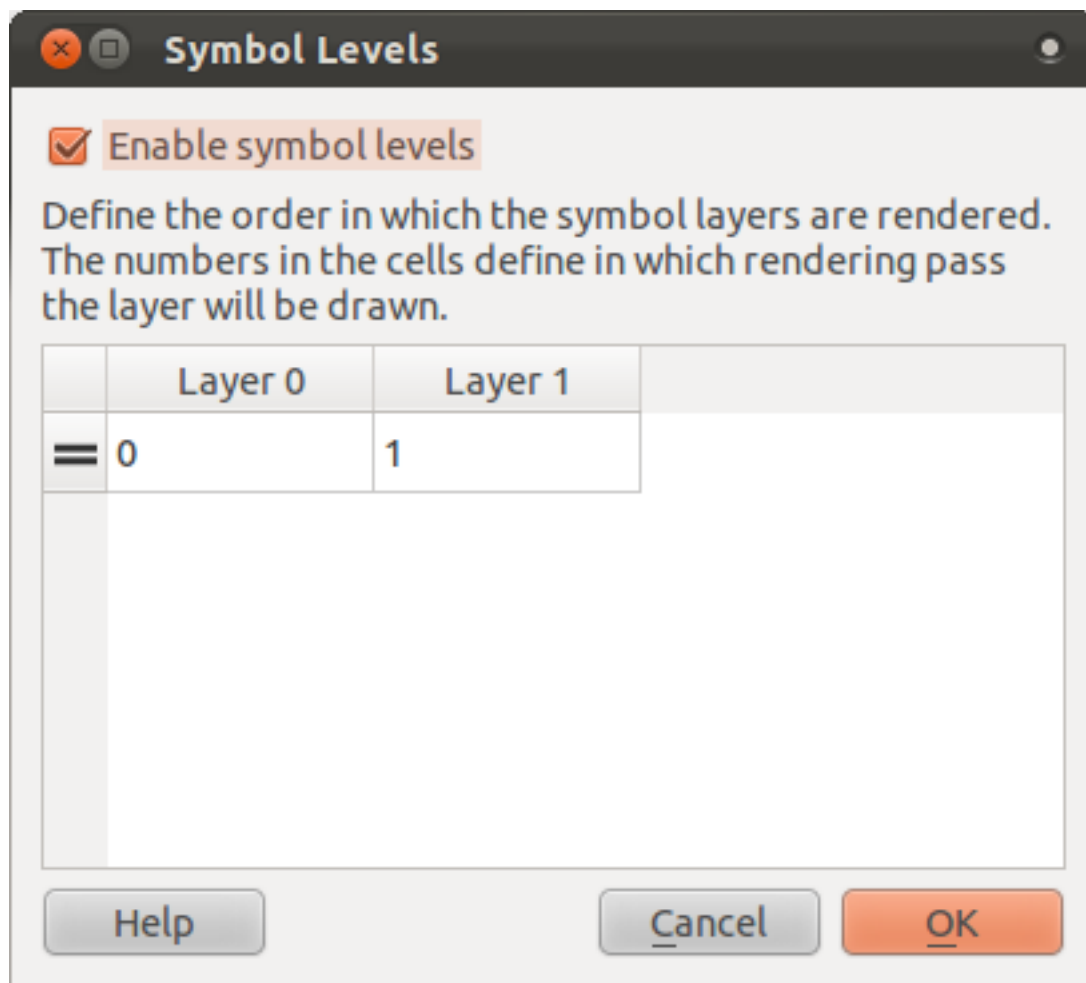 Symbol Levels
Enable symbol levels
Define the order in which the symbol layers are rendered.
The numbers in the cells define in which rendering pass
the layer will be drawn.
Layer 0 Layer 1
0 1
Help Cancel OK